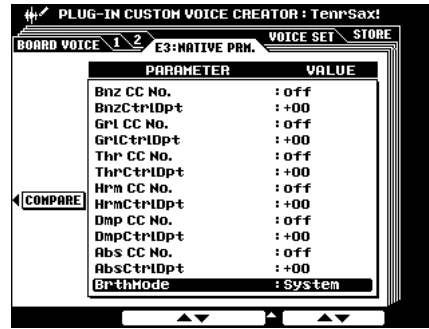 PLUG-IN CUSTOM VOICE CREATOR : TenrSax!
BOARD VOICE 1 2 E3:NATIVE PRM. VOICE SET STORE
PARAMETER VALUE
Bnz CC No. :off
BnzCtrlDpt :+00
Grl CC No. :off
GrlCtrlDpt :+00
Thr CC No. :off
ThrCtrlDpt :+00
Hrm CC No. :off
HrmCtrlDpt :+00
Dmp CC No. :off
DmpCtrlDpt :+00
Abs CC No. :off
AbsCtrlDpt :+00
BrthMode :System
COMPARE